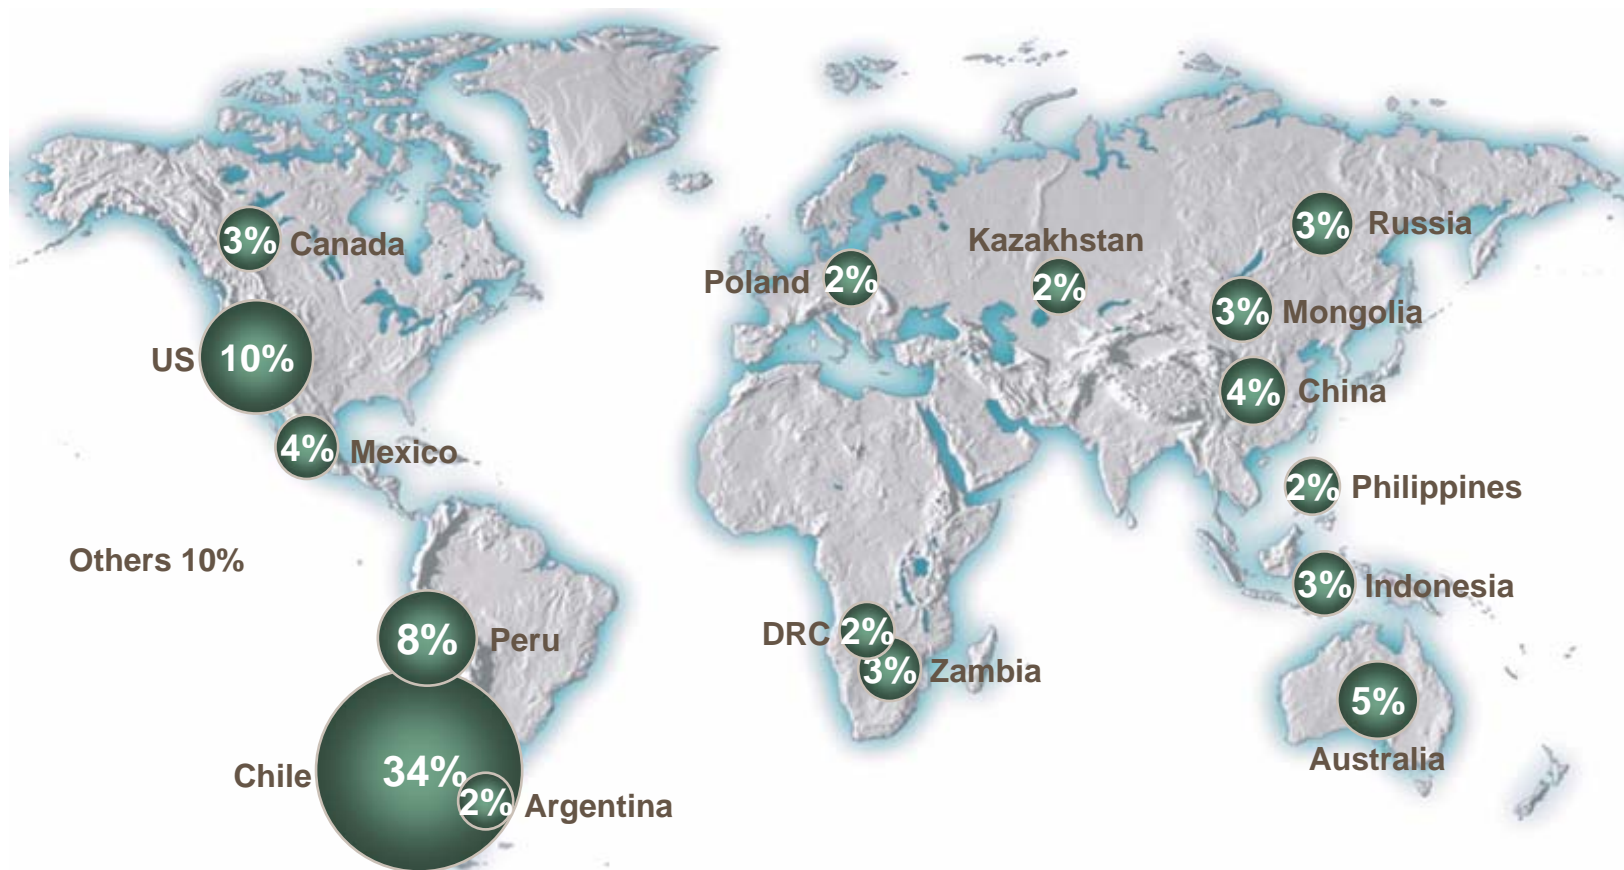 3% Canada
3% Russia
Kazakhstan
Poland 2%
2%
3% Mongolia
US 10%
4% China
4% Mexico
2% Philippines
Others 10%
3% Indonesia
8% Peru
DRC 2%
3% Zambia
5%
Australia
Chile 34%
2% Argentina